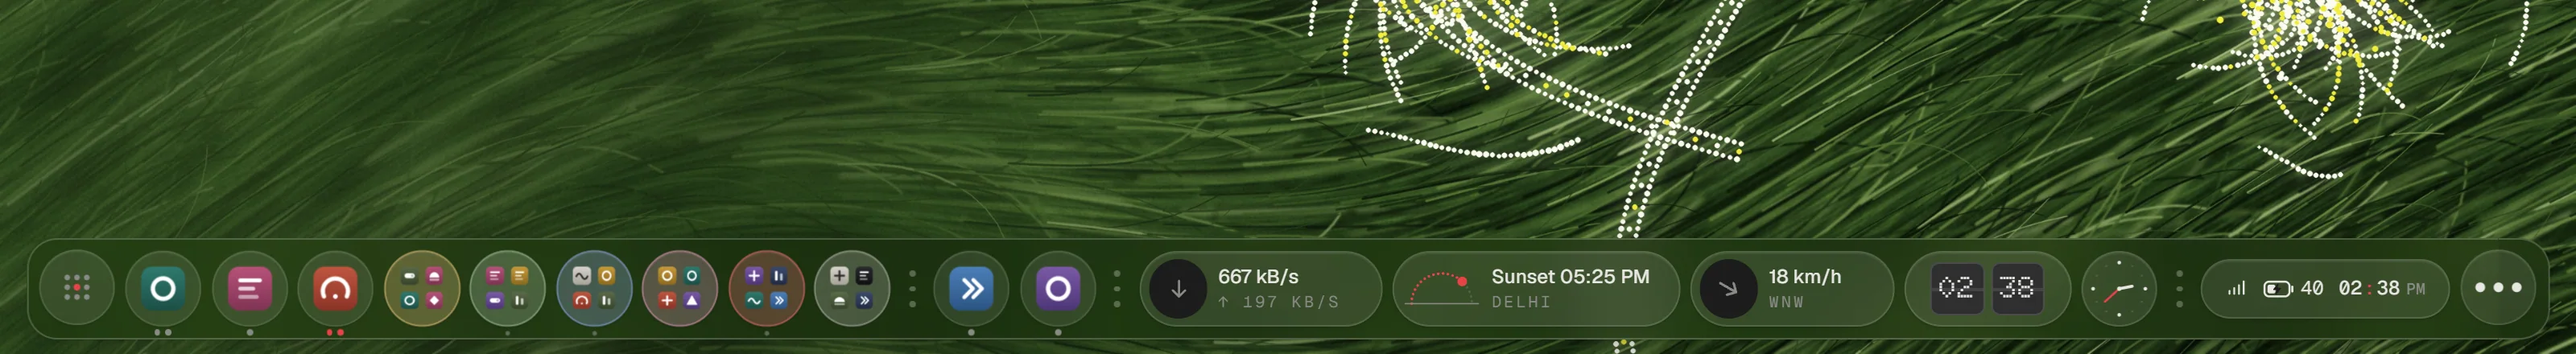 667 kB/s
↑ 197 KB/S
Sunset 05:25 PM
DELHI
18 km/h
WNW
02 38
40 02:38 PM